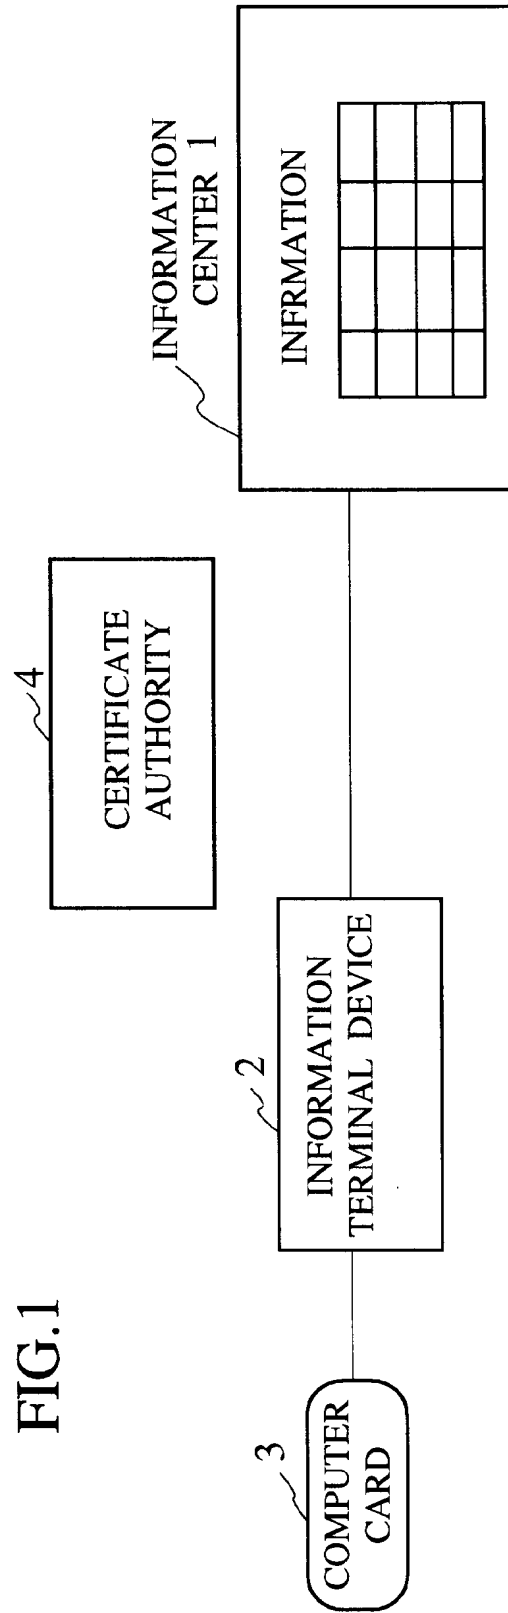 FIG.1
4
CERTIFICATE
AUTHORITY
INFORMATION
CENTER 1
INFRMATION
2
INFORMATION
TERMINAL DEVICE
3
COMPUTER
CARD